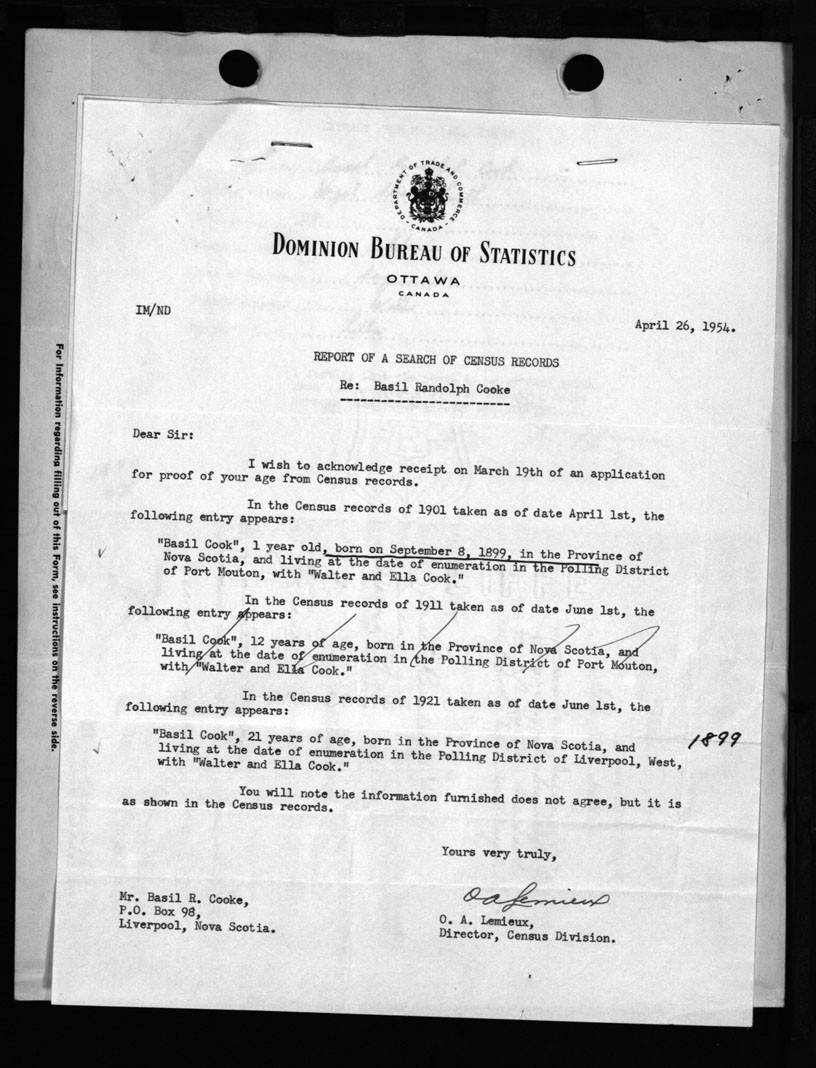 DEPARTMENT OF TRADE AND COMMERCE
CANADA
DOMINION BUREAU OF STATISTICS
OTTAWA
CANADA
IM/ND
April 26, 1954.
REPORT OF A SEARCH OF CENSUS RECORDS
Re: Basil Randolph Cooke
Dear Sir:
I wish to acknowledge receipt on March 19th of an application
for proof of your age from Census records.
In the Census records of 1901 taken as of date April 1st, the
following entry appears:
"Basil Cook", 1 year old, born on September 8, 1899, in the Province of
Nova Scotia, and living at the date of enumeration in the Polling District
of Port Mouton, with "Walter and Ella Cook."
In the Census records of 1911 taken as of date June 1st, the
following entry appears:
"Basil Cook", 12 years of age, born in the Province of Nova Scotia, and
living at the date of enumeration in the Polling District of Port Mouton,
with "Walter and Ella Cook."
In the Census records of 1921 taken as of date June 1st, the
following entry appears:
"Basil Cook", 21 years of age, born in the Province of Nova Scotia, and
living at the date of enumeration in the Polling District of Liverpool, West,
with "Walter and Ella Cook."
1899
You will note the information furnished does not agree, but it is
as shown in the Census records.
Yours very truly,
O A Lemieux
O. A. Lemieux,
Director, Census Division.
Mr. Basil R. Cooke,
P.O. Box 98,
Liverpool, Nova Scotia.
For Information regarding filling out of this Form, see instructions on the reverse side.